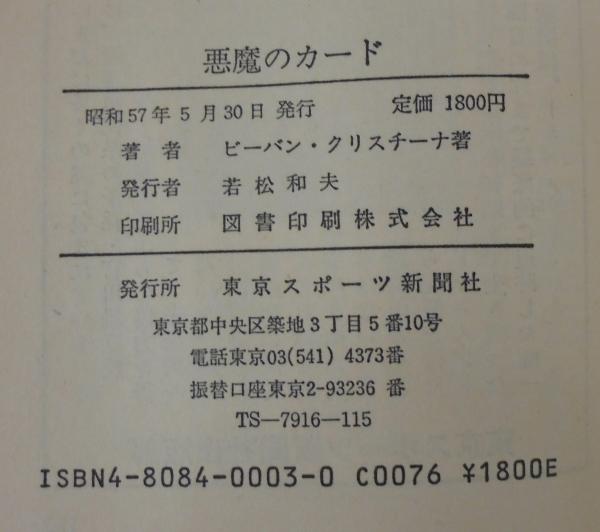 悪魔のカード
昭和57年5月30日 発行 定価 1800円
著者 ビーバン・クリスチーナ著
発行者 若松和夫
印刷所 図書印刷株式会社
発行所 東京スポーツ新聞社
東京都中央区築地3丁目5番10号
電話東京03(541) 4373番
振替口座東京2-93236 番
TS―7916―115
ISBN4-8084-0003-0 C0076 ¥1800E